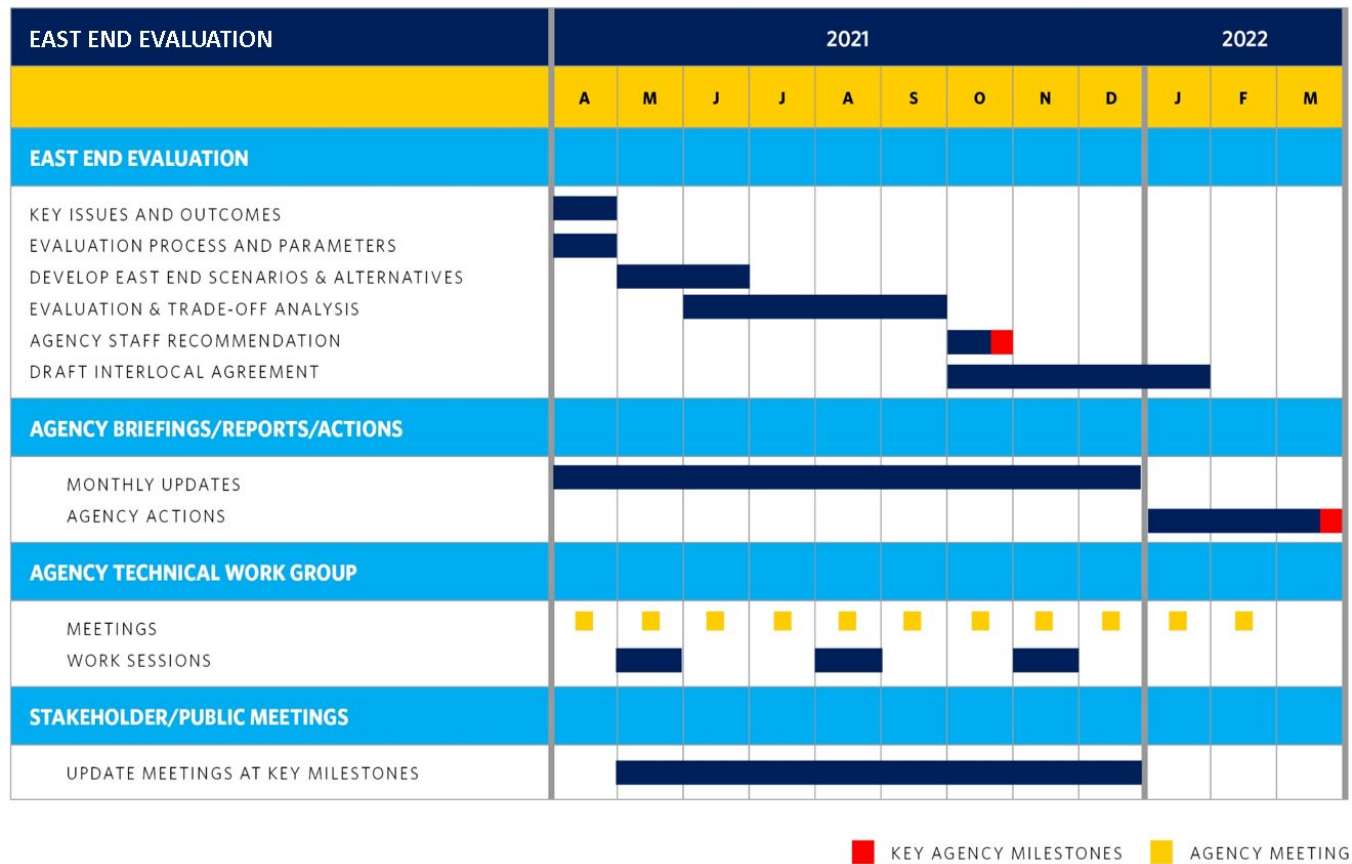 EAST END EVALUATION 2021 2022
A M J J A S O N D J F M
EAST END EVALUATION
KEY ISSUES AND OUTCOMES
EVALUATION PROCESS AND PARAMETERS
DEVELOP EAST END SCENARIOS & ALTERNATIVES
EVALUATION & TRADE-OFF ANALYSIS
AGENCY STAFF RECOMMENDATION
DRAFT INTERLOCAL AGREEMENT
AGENCY BRIEFINGS/REPORTS/ACTIONS
MONTHLY UPDATES
AGENCY ACTIONS
AGENCY TECHNICAL WORK GROUP
MEETINGS
WORK SESSIONS
STAKEHOLDER/PUBLIC MEETINGS
UPDATE MEETINGS AT KEY MILESTONES
KEY AGENCY MILESTONES AGENCY MEETING